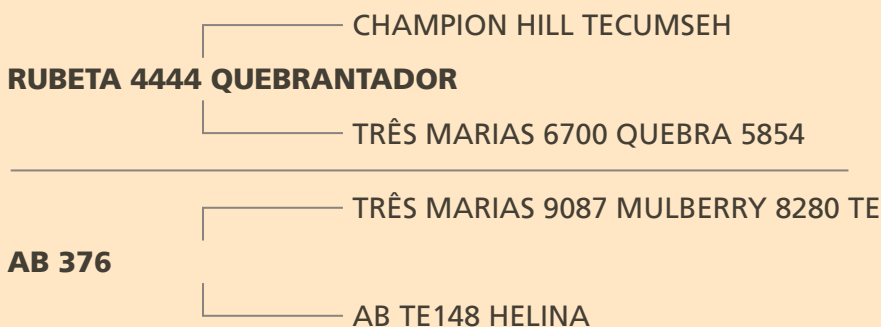 CHAMPION HILL TECUMSEH
RUBETA 4444 QUEBRANTADOR
TRÊS MARIAS 6700 QUEBRA 5854
TRÊS MARIAS 9087 MULBERRY 8280 TE
AB 376
AB TE148 HELINA